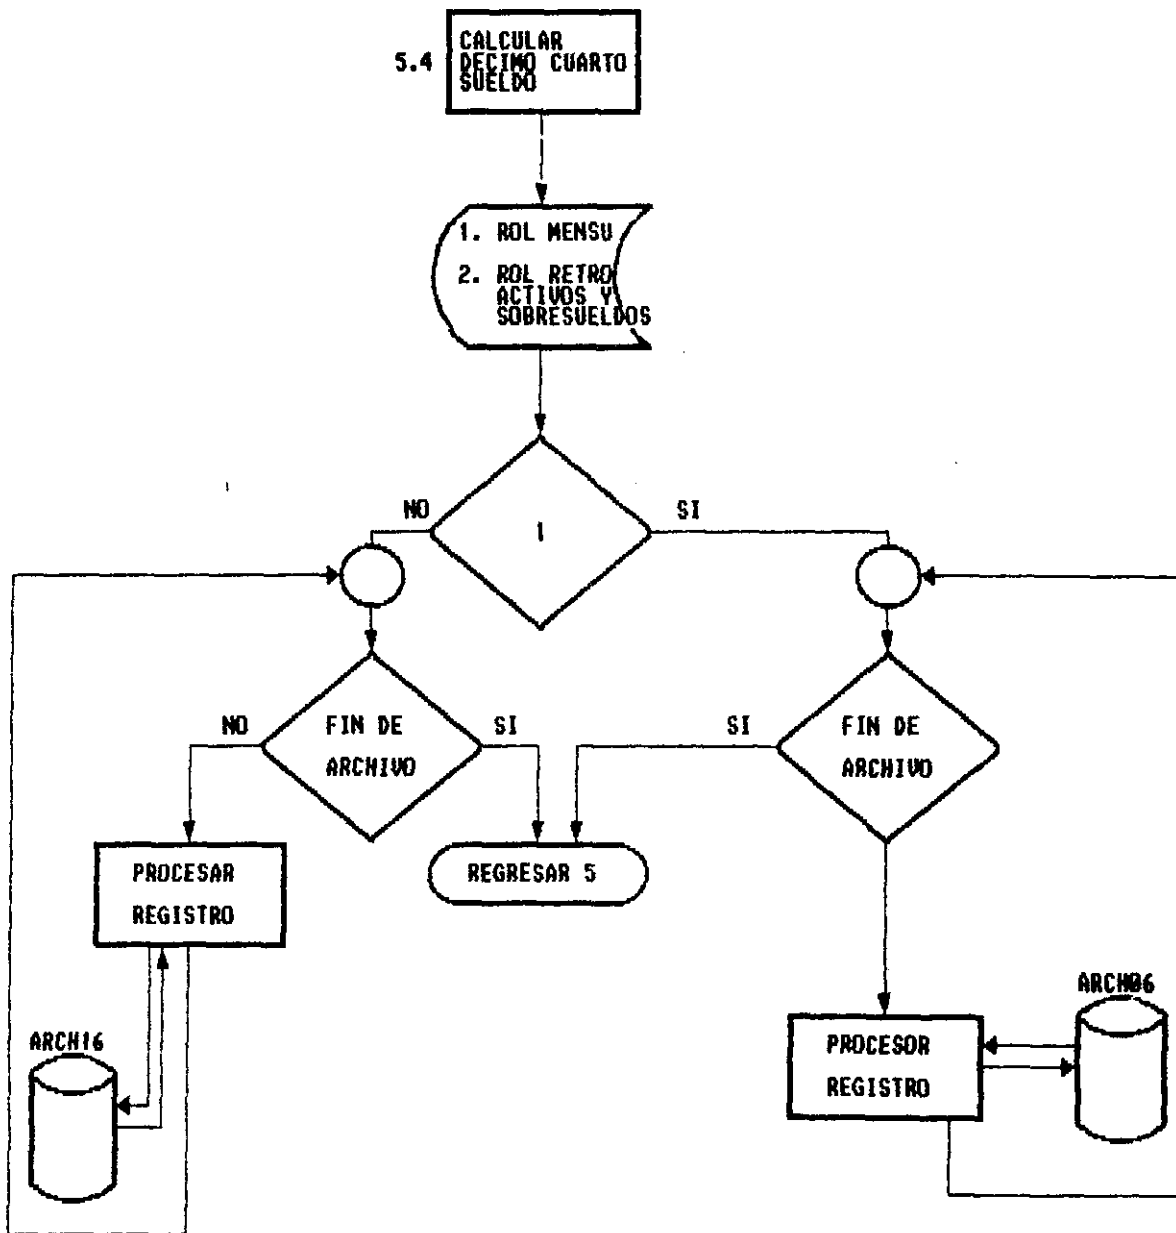 5.4
CALCULAR
DECIMO CUARTO
SUELDO
1. ROL MENSU
2. ROL RETRO
ACTIVOS Y
SOBRESUELDOS
NO
1
SI
NO
FIN DE
ARCHIVO
SI
SI
FIN DE
ARCHIVO
PROCESAR
REGISTRO
REGRESAR 5
ARCH16
ARCH06
PROCESOR
REGISTRO